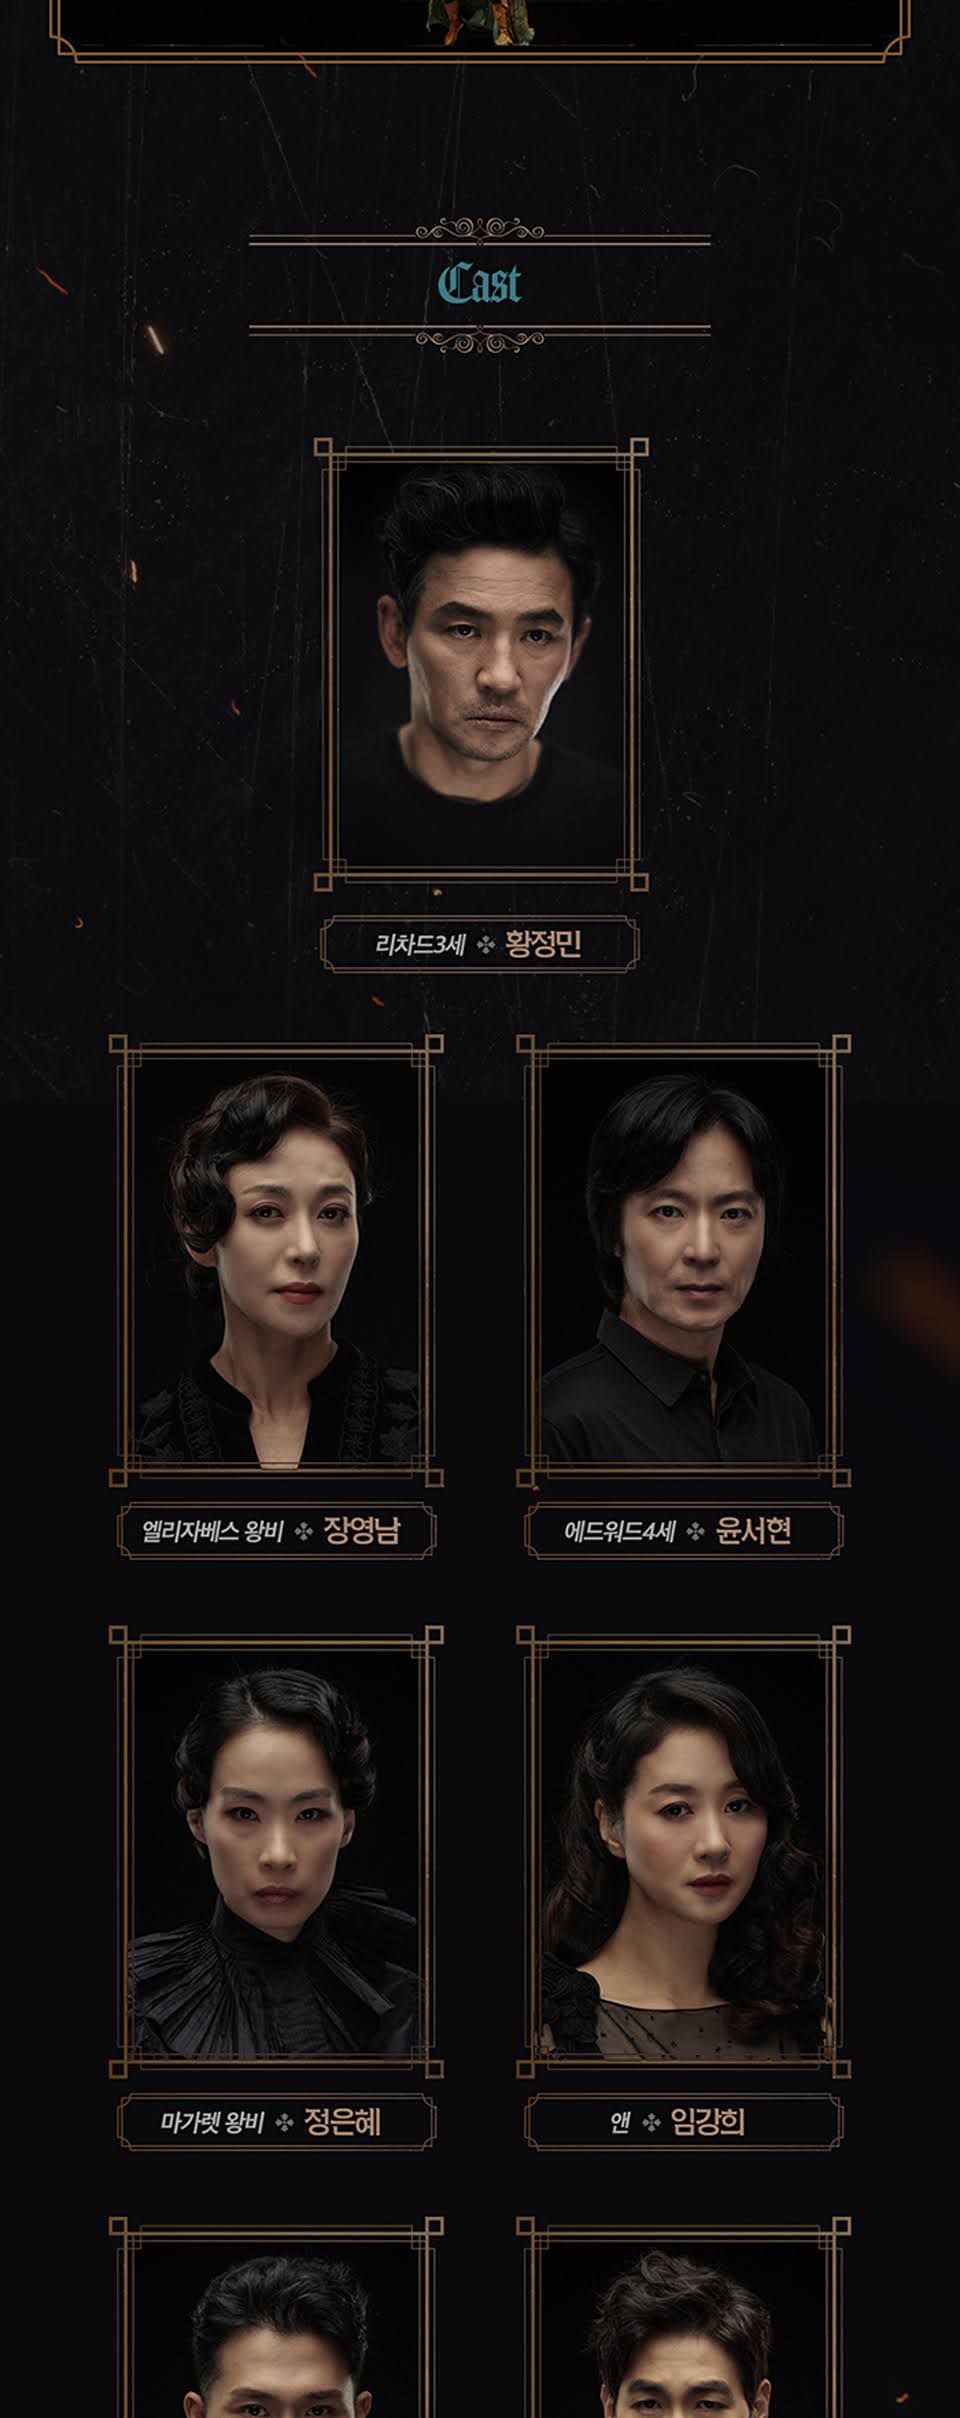 Cast
리차드3세 황정민
엘리자베스 왕비 장영남
에드워드4세 윤서현
마가렛 왕비 정은혜
앤 임강희